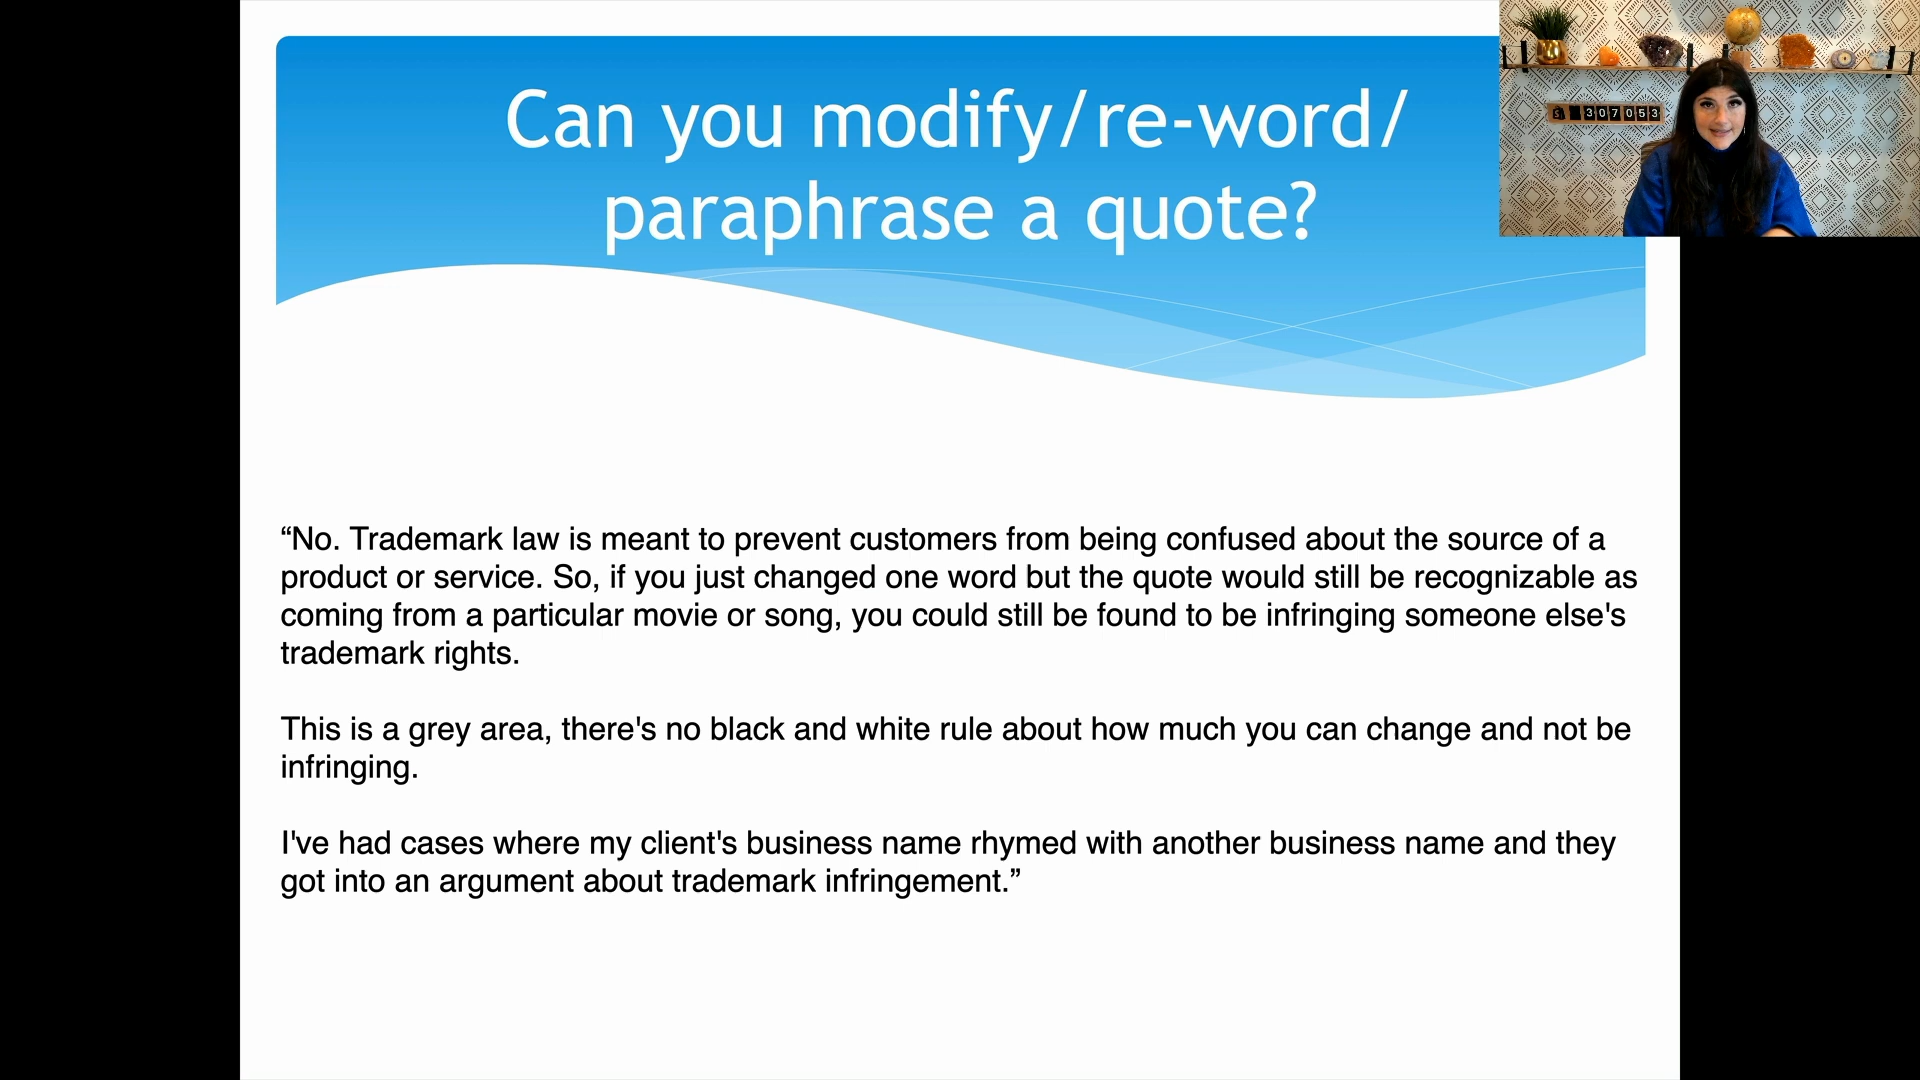 Can you modify/re-word/
paraphrase a quote?
307053
“No. Trademark law is meant to prevent customers from being confused about the source of a
product or service. So, if you just changed one word but the quote would still be recognizable as
coming from a particular movie or song, you could still be found to be infringing someone else's
trademark rights.
This is a grey area, there's no black and white rule about how much you can change and not be
infringing.
I've had cases where my client's business name rhymed with another business name and they
got into an argument about trademark infringement.”